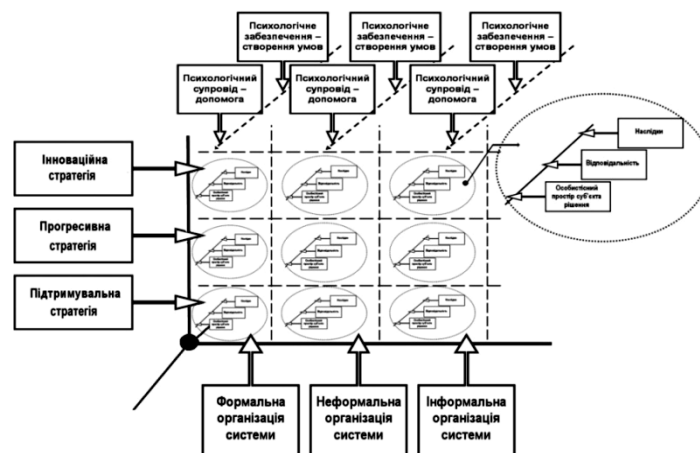 Психологічне
забезпечення –
створення умов
Психологічне
забезпечення –
створення умов
Психологічне
забезпечення –
створення умов
Психологічний
супровід –
допомога
Психологічний
супровід –
допомога
Психологічний
супровід –
допомога
Інноваційна
стратегія
Прогресивна
стратегія
Підтримувальна
стратегія
Наслідки
Відповідальність
Особистісний
простір суб'єкта
рішення
Формальна
організація
системи
Неформальна
організація
системи
Інформальна
організація
системи